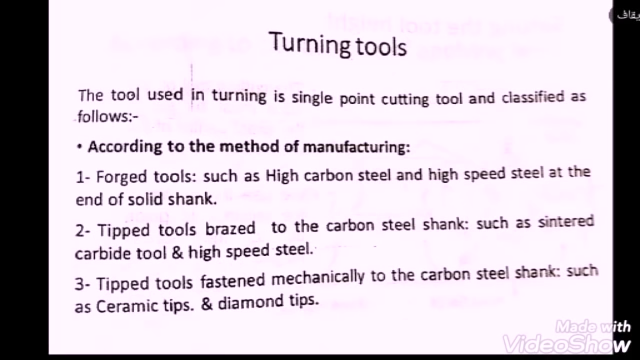 يقاف
Turning tools
The tool used in turning is single point cutting tool and classified as
follows:-
• According to the method of manufacturing:
1- Forged tools: such as High carbon steel and high speed steel at the
end of solid shank.
2- Tipped tools brazed to the carbon steel shank: such as sintered
carbide tool & high speed steel.
3- Tipped tools fastened mechanically to the carbon steel shank: such
as Ceramic tips. & diamond tips.
Made with
VideoShow